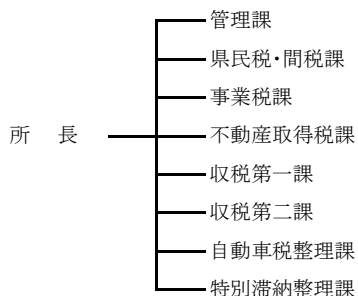 管理課
県民税・間税課
事業税課
所　長
不動産取得税課
収税第一課
収税第二課
自動車税整理課
特別滞納整理課